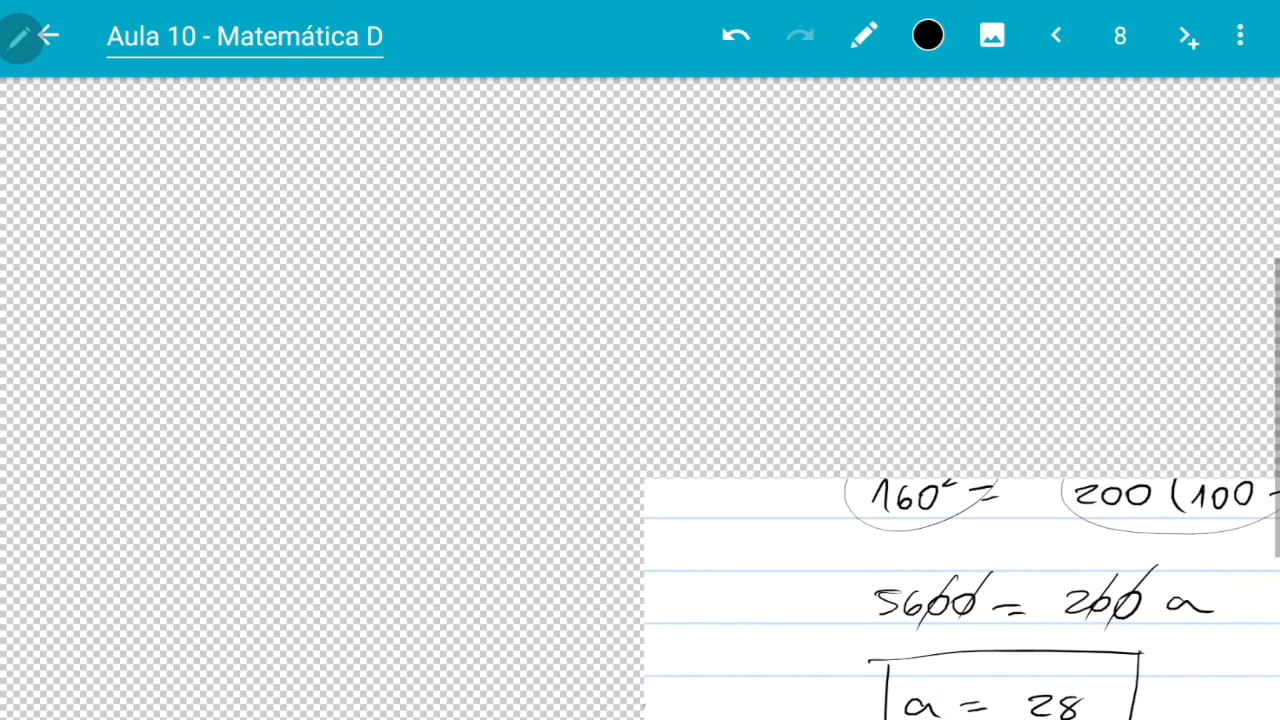 Aula 10 - Matemática D
8
160² = 200 (100 -
5600 = 200 a
a = 28